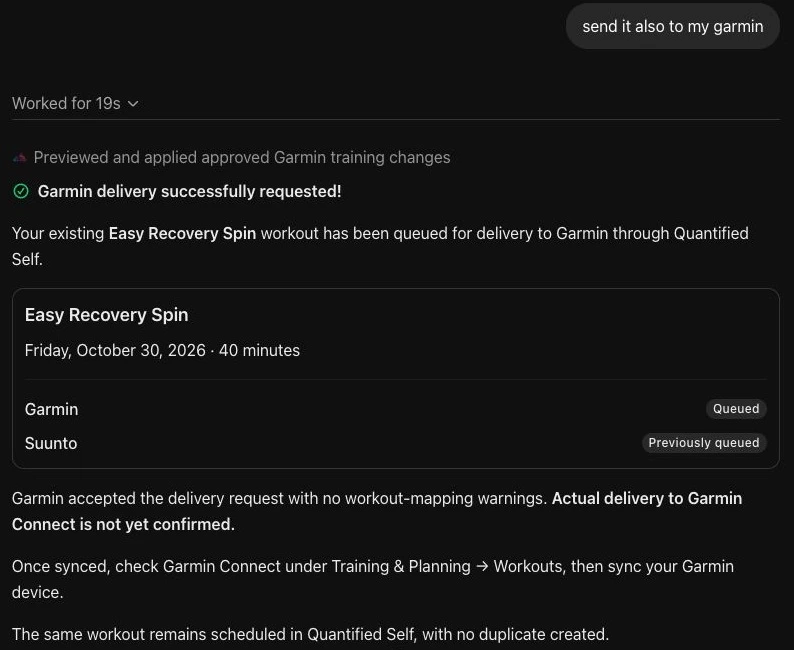 send it also to my garmin
Worked for 19s
Previewed and applied approved Garmin training changes
Garmin delivery successfully requested!
Your existing Easy Recovery Spin workout has been queued for delivery to Garmin through Quantified
Self.
Easy Recovery Spin
Friday, October 30, 2026 · 40 minutes
Garmin Queued
Suunto Previously queued
Garmin accepted the delivery request with no workout-mapping warnings. Actual delivery to Garmin
Connect is not yet confirmed.
Once synced, check Garmin Connect under Training & Planning → Workouts, then sync your Garmin
device.
The same workout remains scheduled in Quantified Self, with no duplicate created.